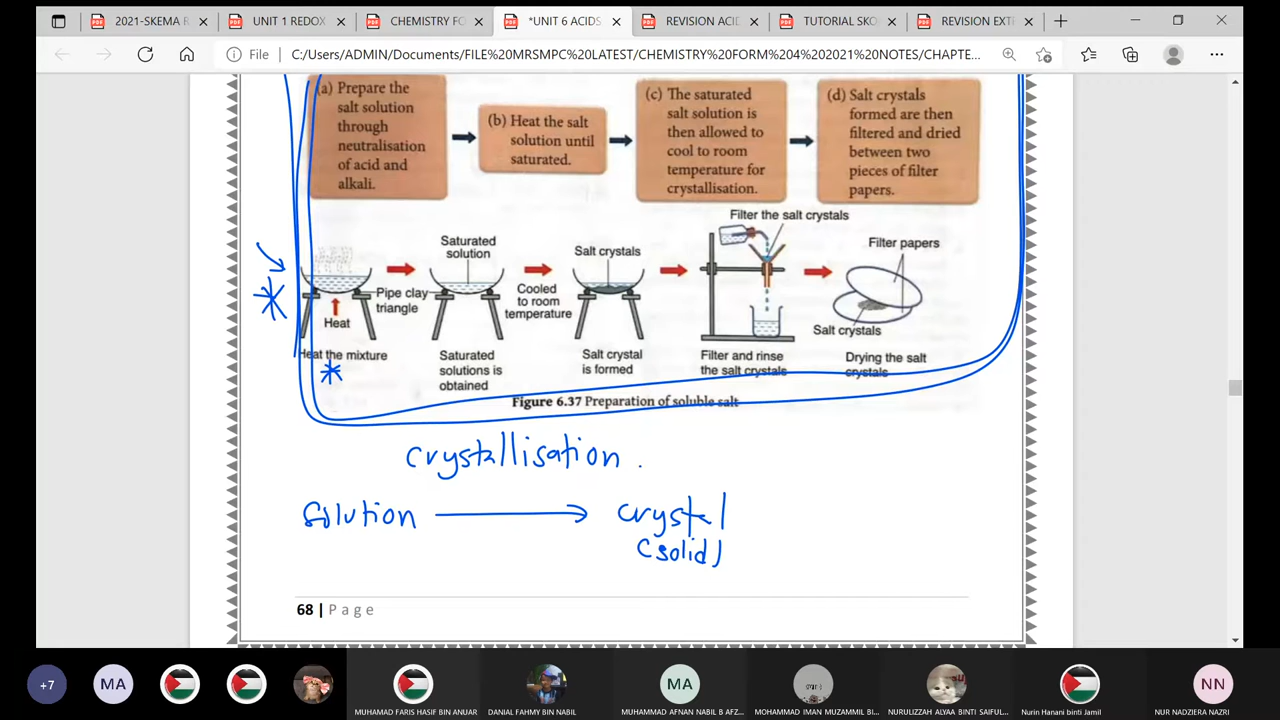 2021-SKEMA R
UNIT 1 REDOX
CHEMISTRY FO
*UNIT 6 ACIDS
REVISION ACID
TUTORIAL SKO
REVISION EXTE
File
C:/Users/ADMIN/Documents/FILE%20MRSMPC%20LATEST/CHEMISTRY%20FORM%204%202021%20NOTES/CHAPTE...
(a) Prepare the
salt solution
through
neutralisation
of acid and
alkali.
(b) Heat the salt
solution until
saturated.
(c) The saturated
salt solution is
then allowed to
cool to room
temperature for
crystallisation.
(d) Salt crystals
formed are then
filtered and dried
between two
pieces of filter
papers.
Heat
Pipe clay
triangle
Heat the mixture
Saturated
solution
Saturated
solutions is
obtained
Cooled
to room
temperature
Salt crystals
Salt crystal
is formed
Filter the salt crystals
Filter and rinse
the salt crystals
Filter papers
Salt crystals
Drying the salt
crystals
Figure 6.37 Preparation of soluble salt
crystallisation.
solution → crystal
(solid)
68 | Page
+7
MA
MUHAMAD FARIS HASIF BIN ANUAR
DANIAL FAHMY BIN NABIL
MA
MUHAMMAD AFNAN NABIL B AFZ...
MOHAMMAD IMAN MUZAMMIL BI...
NURULIZZAH ALYAA BINTI SAIFUL...
Nurin Hanani binti Jamil
NN
NUR NADZIERA NAZRI